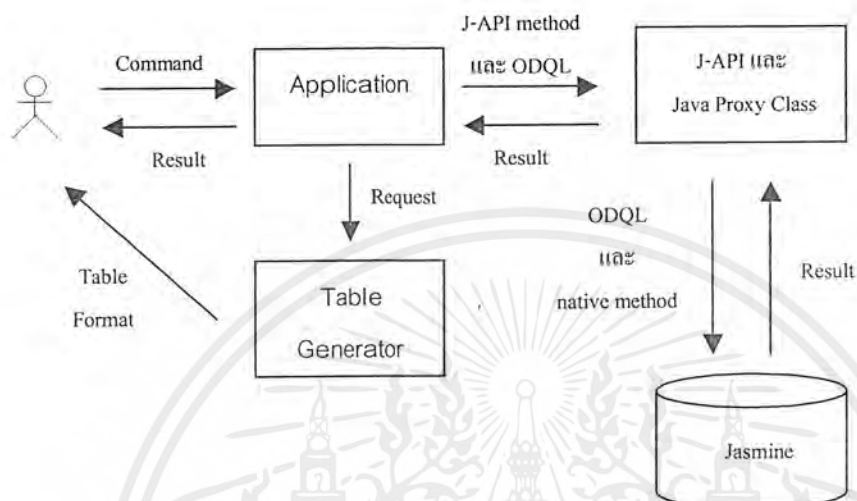 Command
Result
Application
J-API method
และ ODQL
Result
J-API และ
Java Proxy Class
Request
Table
Format
Table
Generator
ODQL
และ
native method
Result
Jasmine